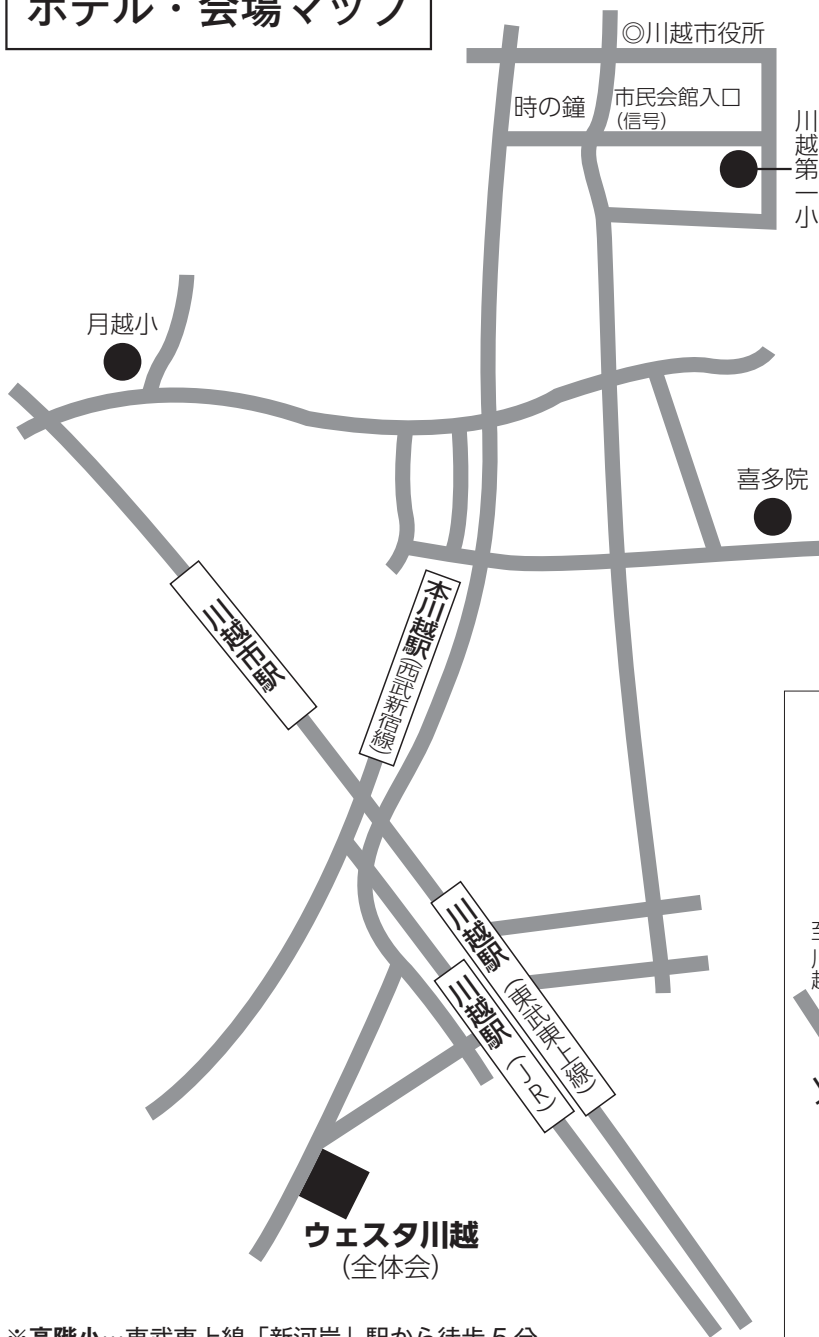 ホテル・会場マップ
◎川越市役所
時の鐘
市民会館入口
(信号)
川越第一小
月越小
喜多院
川越市駅
本川越駅(西武新宿線)
川越駅(東武東上線)
川越駅(JR)
ウェスタ川越
(全体会)
※高階小…東武東上線「新河岸」駅から徒歩5分